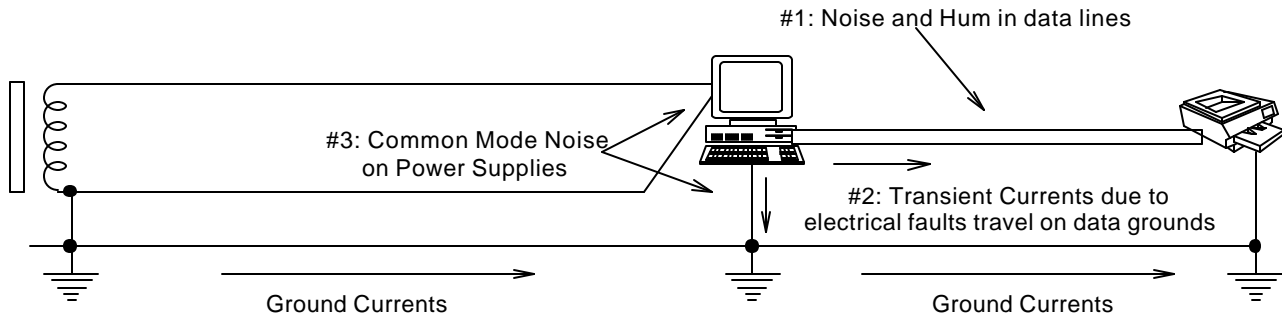 #1: Noise and Hum in data lines
#3: Common Mode Noise
on Power Supplies
#2: Transient Currents due to
electrical faults travel on data grounds
Ground Currents
Ground Currents